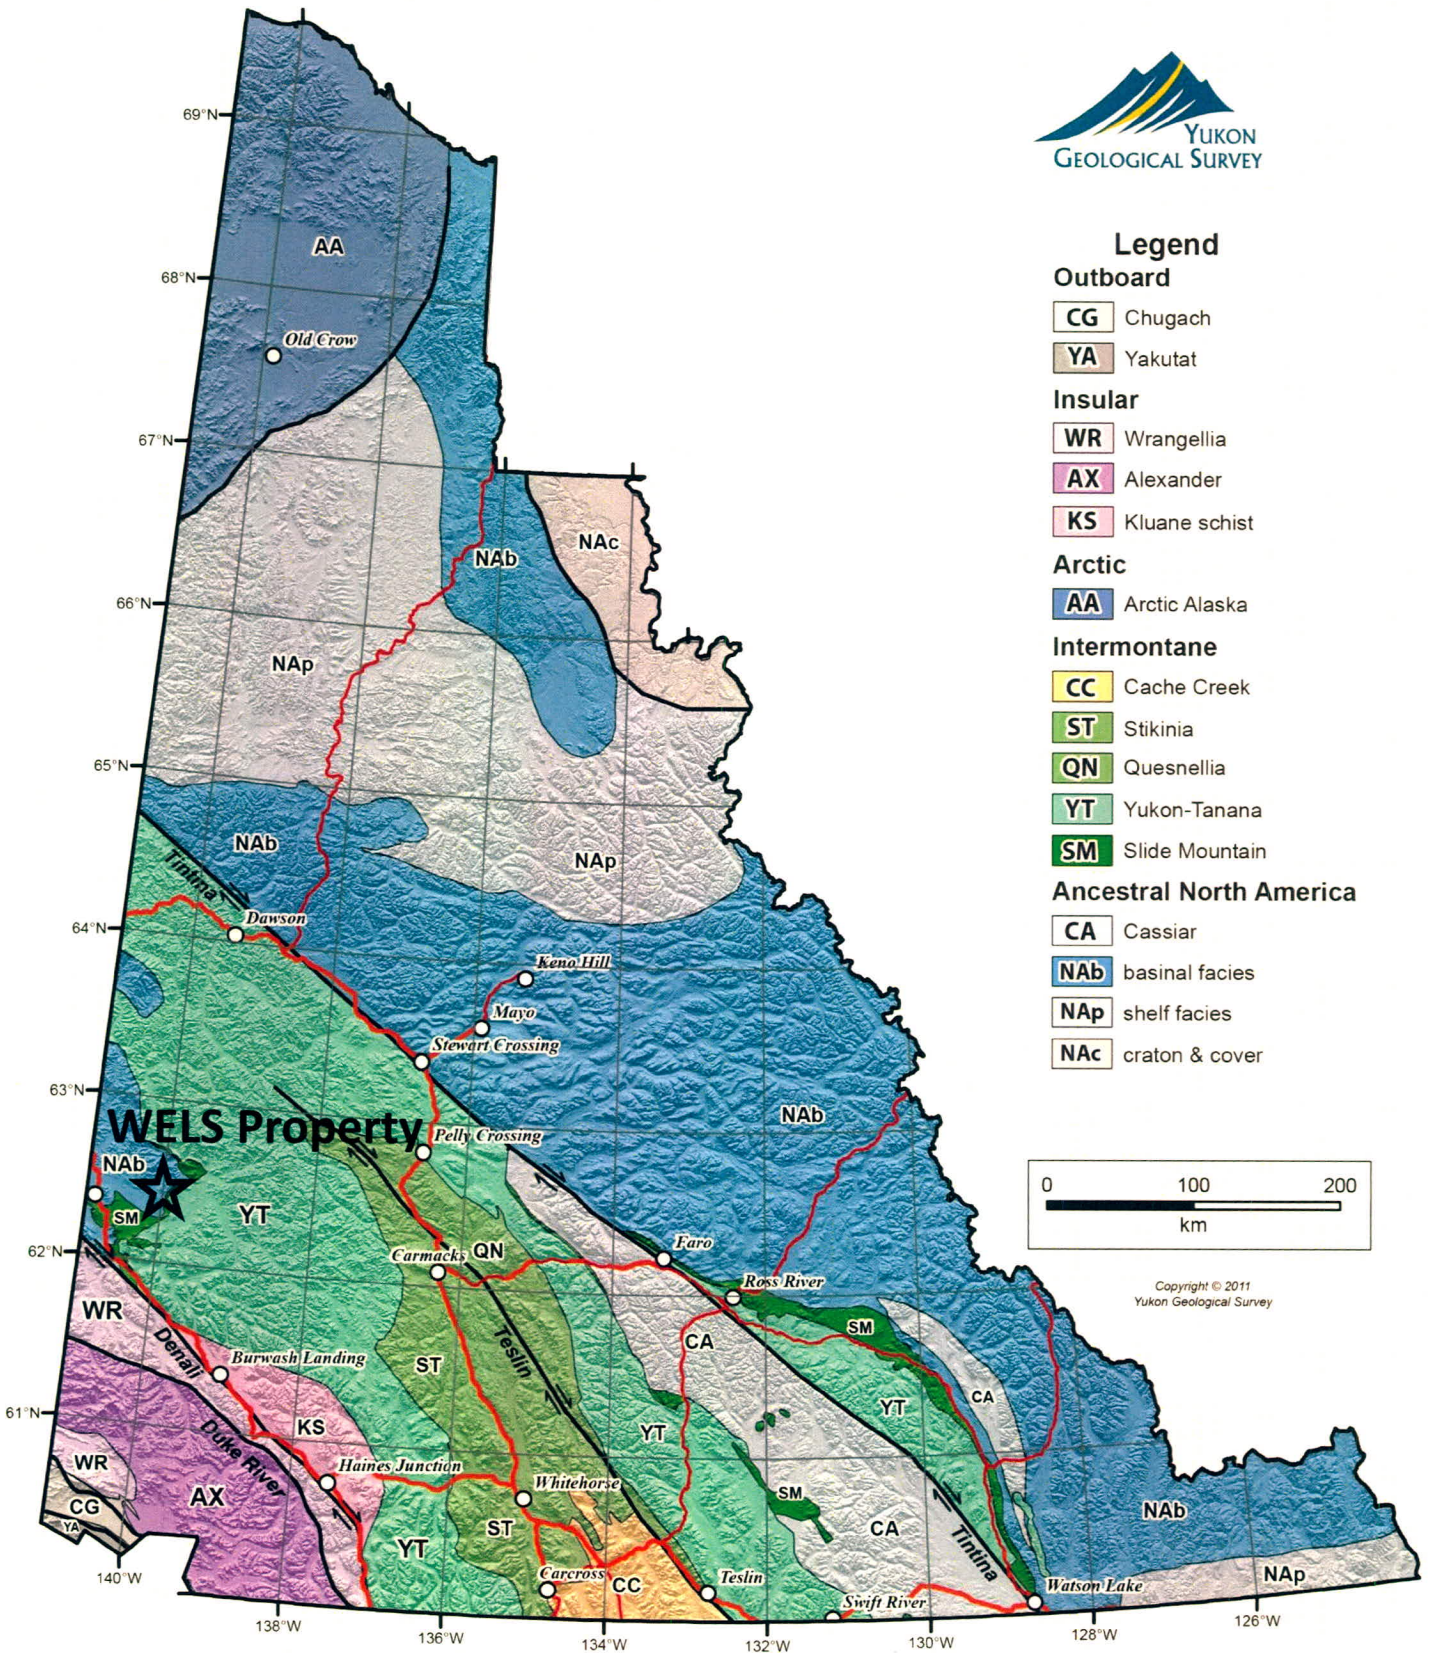 YUKON
GEOLOGICAL SURVEY
Legend
Outboard
CG Chugach
YA Yakutat
Insular
WR Wrangellia
AX Alexander
KS Kluane schist
Arctic
AA Arctic Alaska
Intermontane
CC Cache Creek
ST Stikinia
QN Quesnellia
YT Yukon-Tanana
SM Slide Mountain
Ancestral North America
CA Cassiar
NAb basinal facies
NAp shelf facies
NAc craton & cover
0 100 200
km
Copyright © 2011
Yukon Geological Survey
69°N
AA
68°N
Old Crow
67°N
NAb
NAc
66°N
NAp
65°N
NAb
NAp
Tintina
64°N
Dawson
Keno Hill
Mayo
Stewart Crossing
63°N
NAb
WELS Property
Pelly Crossing
NAb
YT
SM
62°N
Carmacks
QN
Faro
Ross River
WR
Denali
Burwash Landing
ST
Teslin
CA
SM
CA
YT
61°N
KS
YT
Duke River
WR
Haines Junction
Whitehorse
SM
AX
CG
YA
ST
CA
NAb
YT
Tintina
140°W
Carcross
CC
Teslin
Swift River
Watson Lake
NAp
138°W
136°W
134°W
132°W
130°W
128°W
126°W